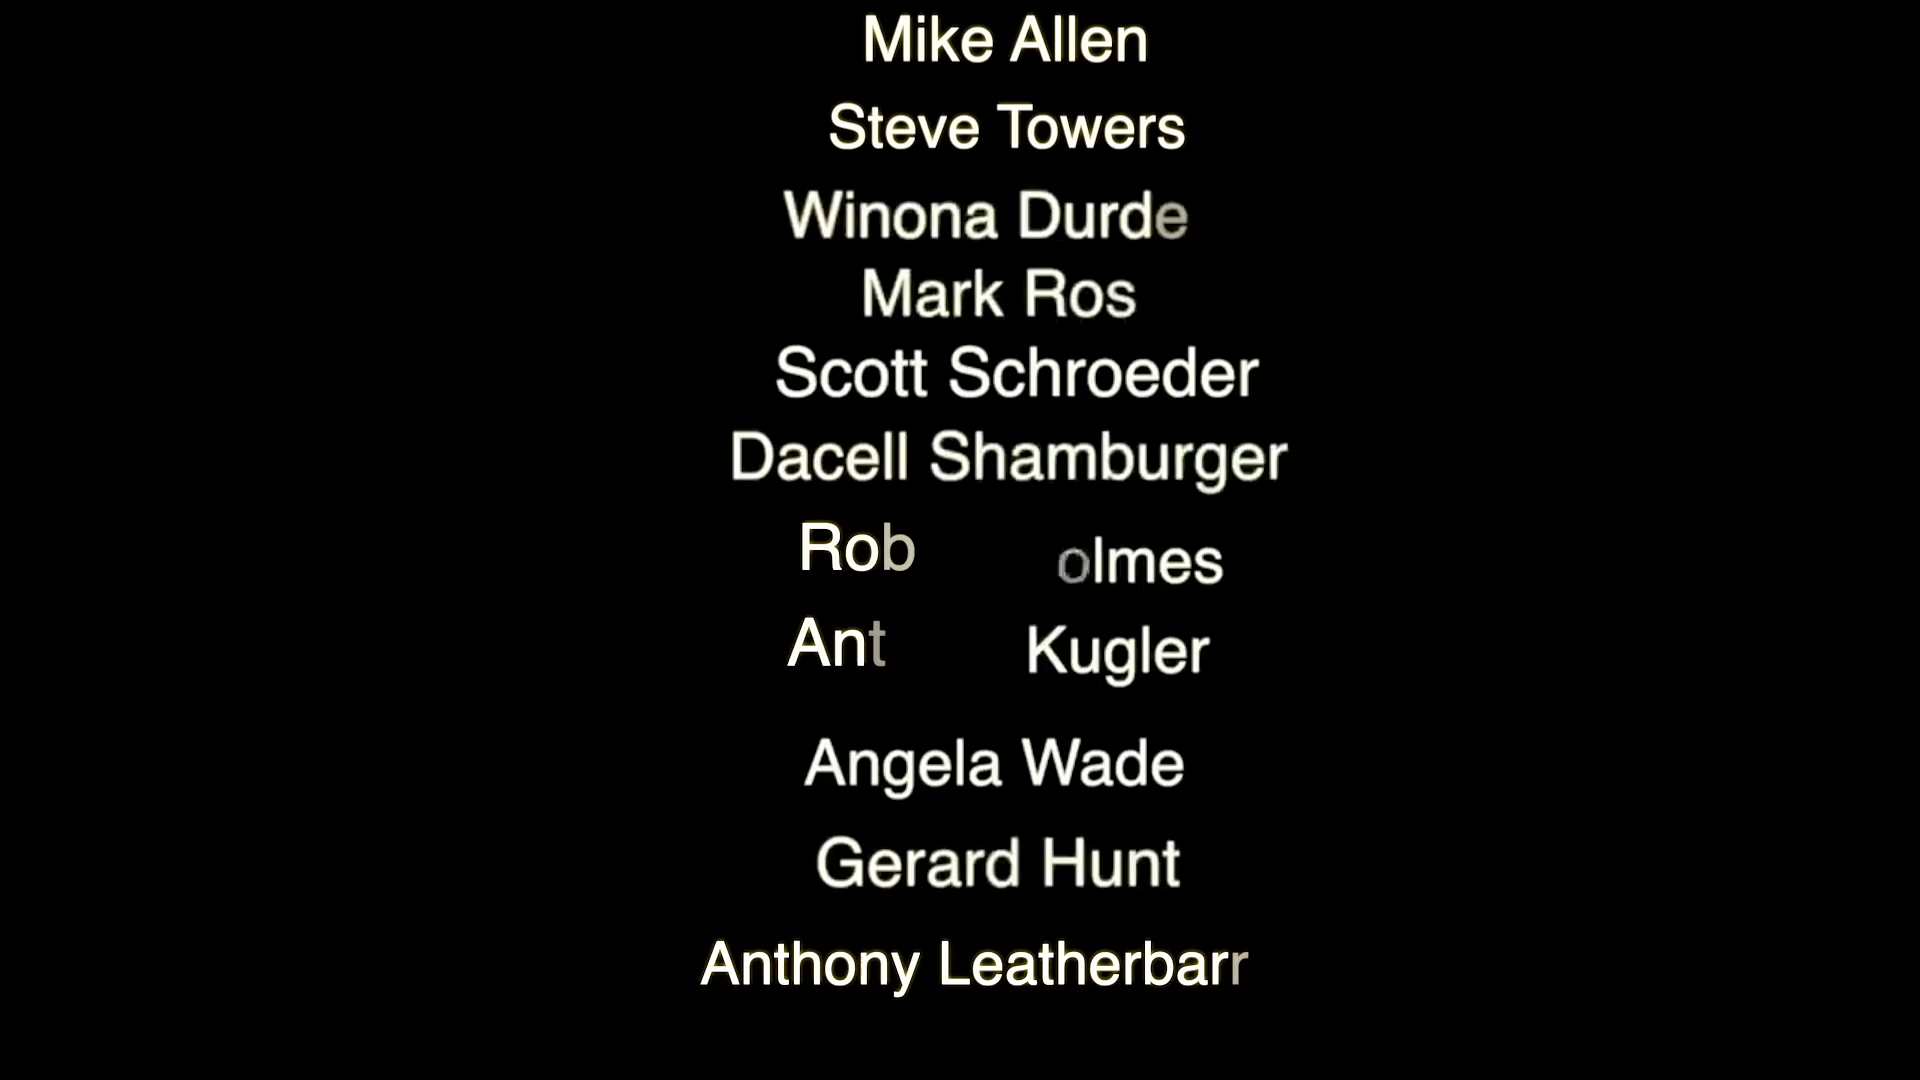 Mike Allen
Steve Towers
Winona Durde
Mark Ros
Scott Schroeder
Dacell Shamburger
Rob olmes
Ant Kugler
Angela Wade
Gerard Hunt
Anthony Leatherbarr